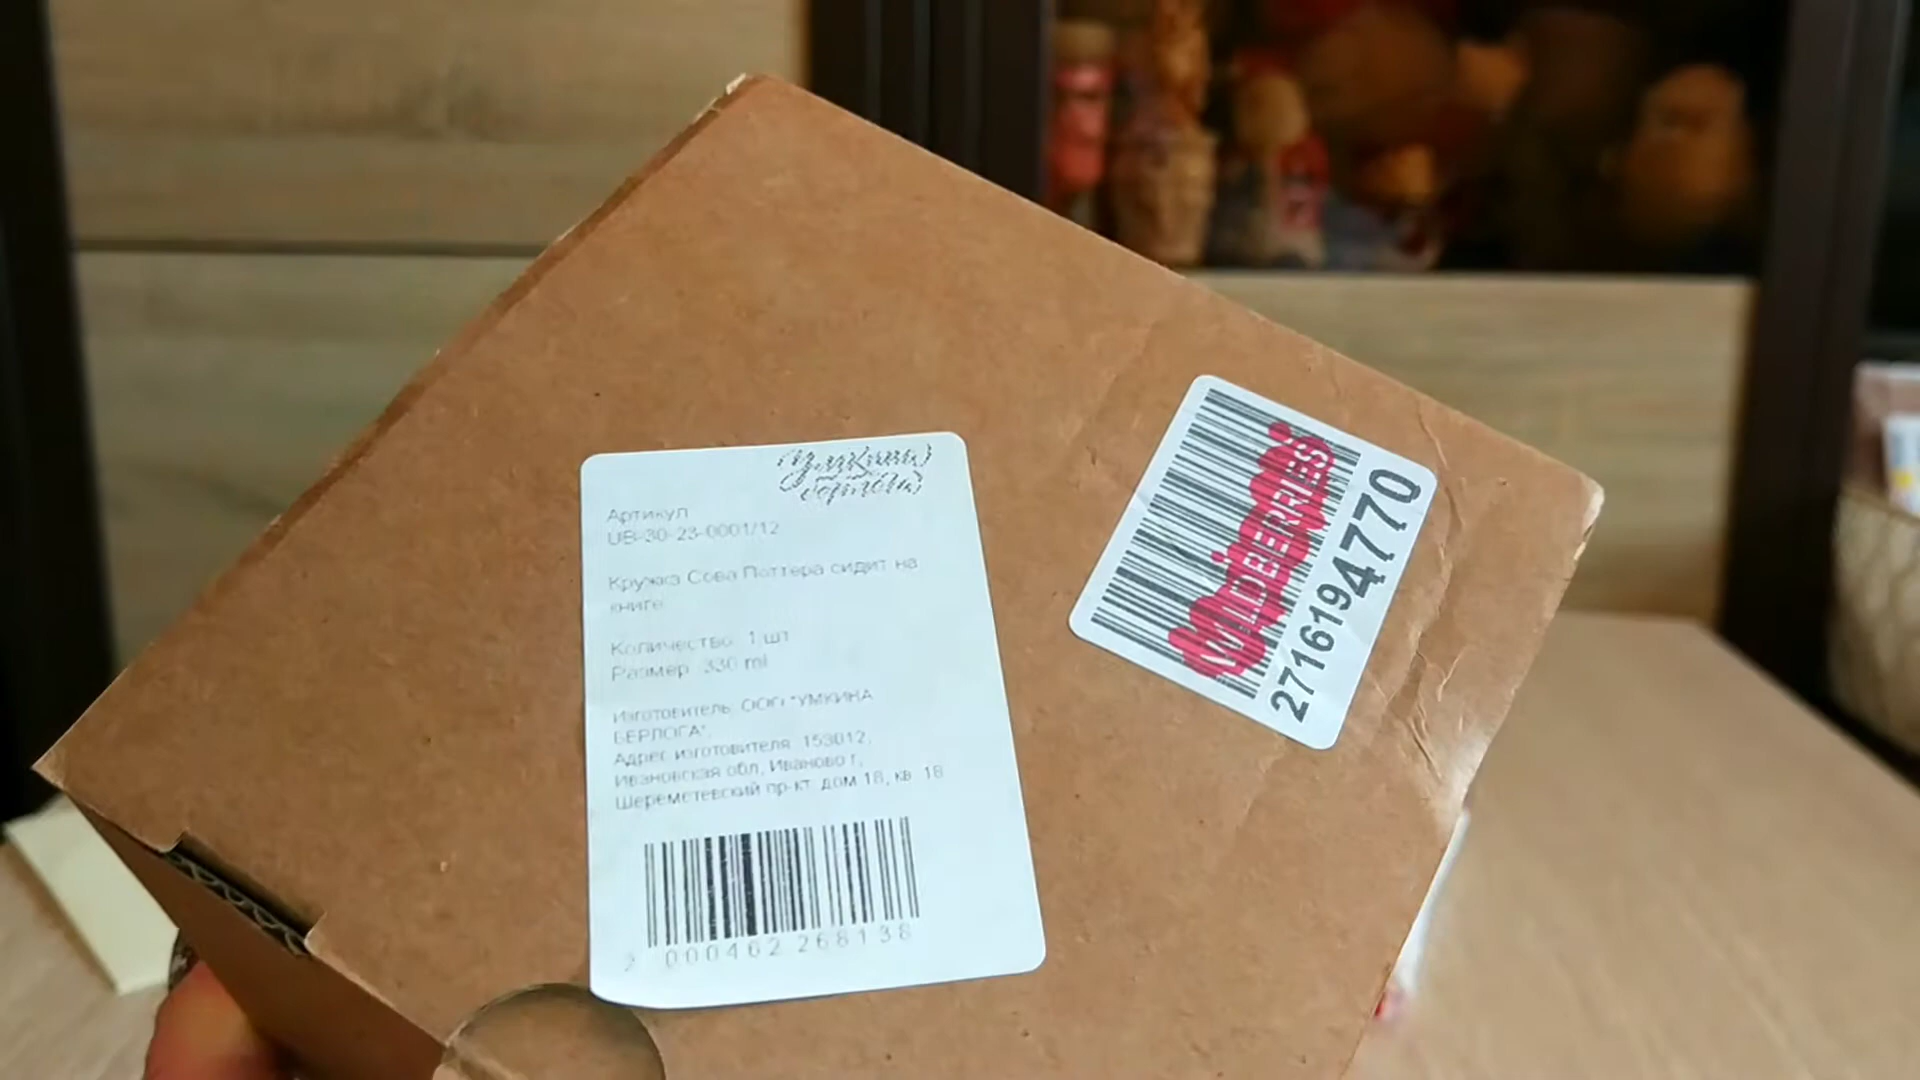 Умкина
берлога
Артикул
UB-30-23-0001/12
Кружка Сова Поттера сидит на
книге
Количество: 1 шт
Размер: 330 ml
Изготовитель: ООО "УМКИНА
БЕРЛОГА",
Адрес изготовителя: 153012,
Ивановская обл, Иваново г,
Шереметевский пр-кт, дом 18, кв. 18
2 000462 268138
WILDBERRIES
2716194770